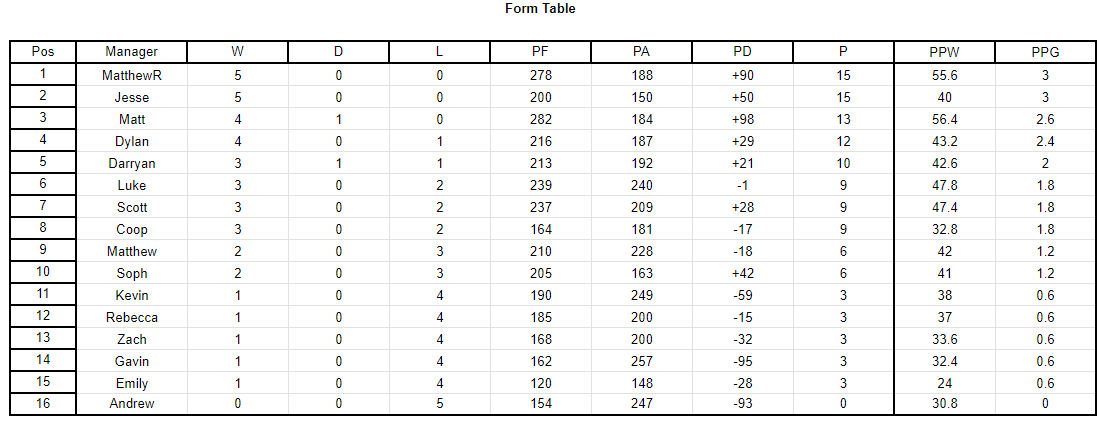 Form Table
Pos Manager W D L PF PA PD P PPW PPG
1 MatthewR 5 0 0 278 188 +90 15 55.6 3
2 Jesse 5 0 0 200 150 +50 15 40 3
3 Matt 4 1 0 282 184 +98 13 56.4 2.6
4 Dylan 4 0 1 216 187 +29 12 43.2 2.4
5 Darryan 3 1 1 213 192 +21 10 42.6 2
6 Luke 3 0 2 239 240 -1 9 47.8 1.8
7 Scott 3 0 2 237 209 +28 9 47.4 1.8
8 Coop 3 0 2 164 181 -17 9 32.8 1.8
9 Matthew 2 0 3 210 228 -18 6 42 1.2
10 Soph 2 0 3 205 163 +42 6 41 1.2
11 Kevin 1 0 4 190 249 -59 3 38 0.6
12 Rebecca 1 0 4 185 200 -15 3 37 0.6
13 Zach 1 0 4 168 200 -32 3 33.6 0.6
14 Gavin 1 0 4 162 257 -95 3 32.4 0.6
15 Emily 1 0 4 120 148 -28 3 24 0.6
16 Andrew 0 0 5 154 247 -93 0 30.8 0